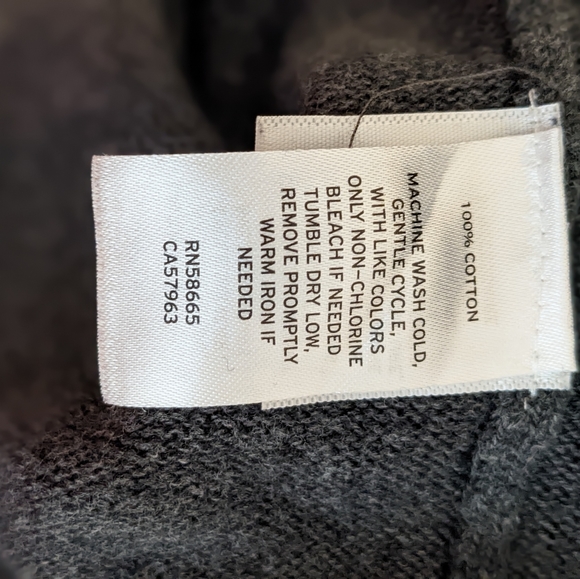 100% COTTON
MACHINE WASH COLD,
GENTLE CYCLE,
WITH LIKE COLORS
ONLY NON-CHLORINE
BLEACH IF NEEDED
TUMBLE DRY LOW,
REMOVE PROMPTLY
WARM IRON IF
NEEDED
RN58665
CA57963